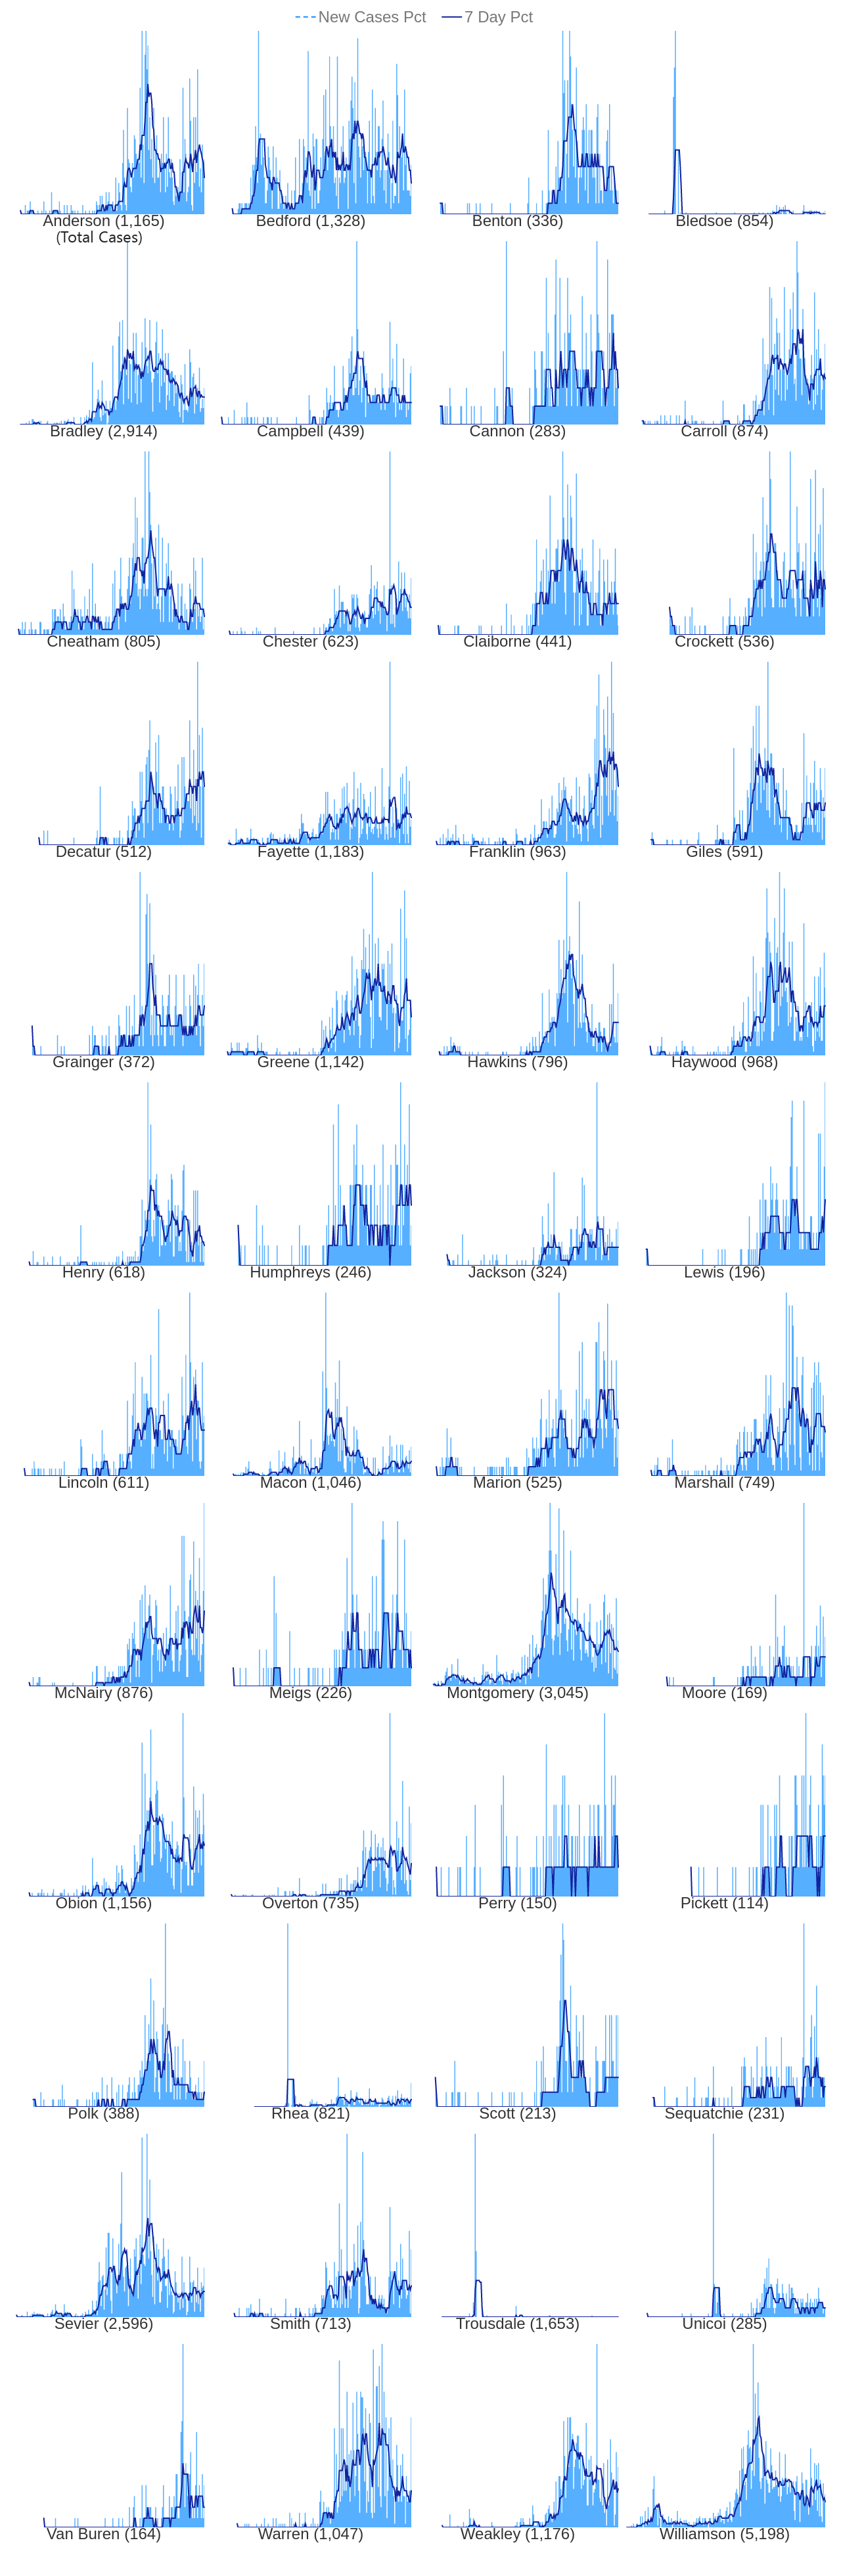 New Cases Pct 7 Day Pct
Anderson (1,165) Bedford (1,328) Benton (336) Bledsoe (854)
(Total Cases)
Bradley (2,914) Campbell (439) Cannon (283) Carroll (874)
Cheatham (805) Chester (623) Claiborne (441) Crockett (536)
Decatur (512) Fayette (1,183) Franklin (963) Giles (591)
Grainger (372) Greene (1,142) Hawkins (796) Haywood (968)
Henry (618) Humphreys (246) Jackson (324) Lewis (196)
Lincoln (611) Macon (1,046) Marion (525) Marshall (749)
McNairy (876) Meigs (226) Montgomery (3,045) Moore (169)
Obion (1,156) Overton (735) Perry (150) Pickett (114)
Polk (388) Rhea (821) Scott (213) Sequatchie (231)
Sevier (2,596) Smith (713) Trousdale (1,653) Unicoi (285)
Van Buren (164) Warren (1,047) Weakley (1,176) Williamson (5,198)